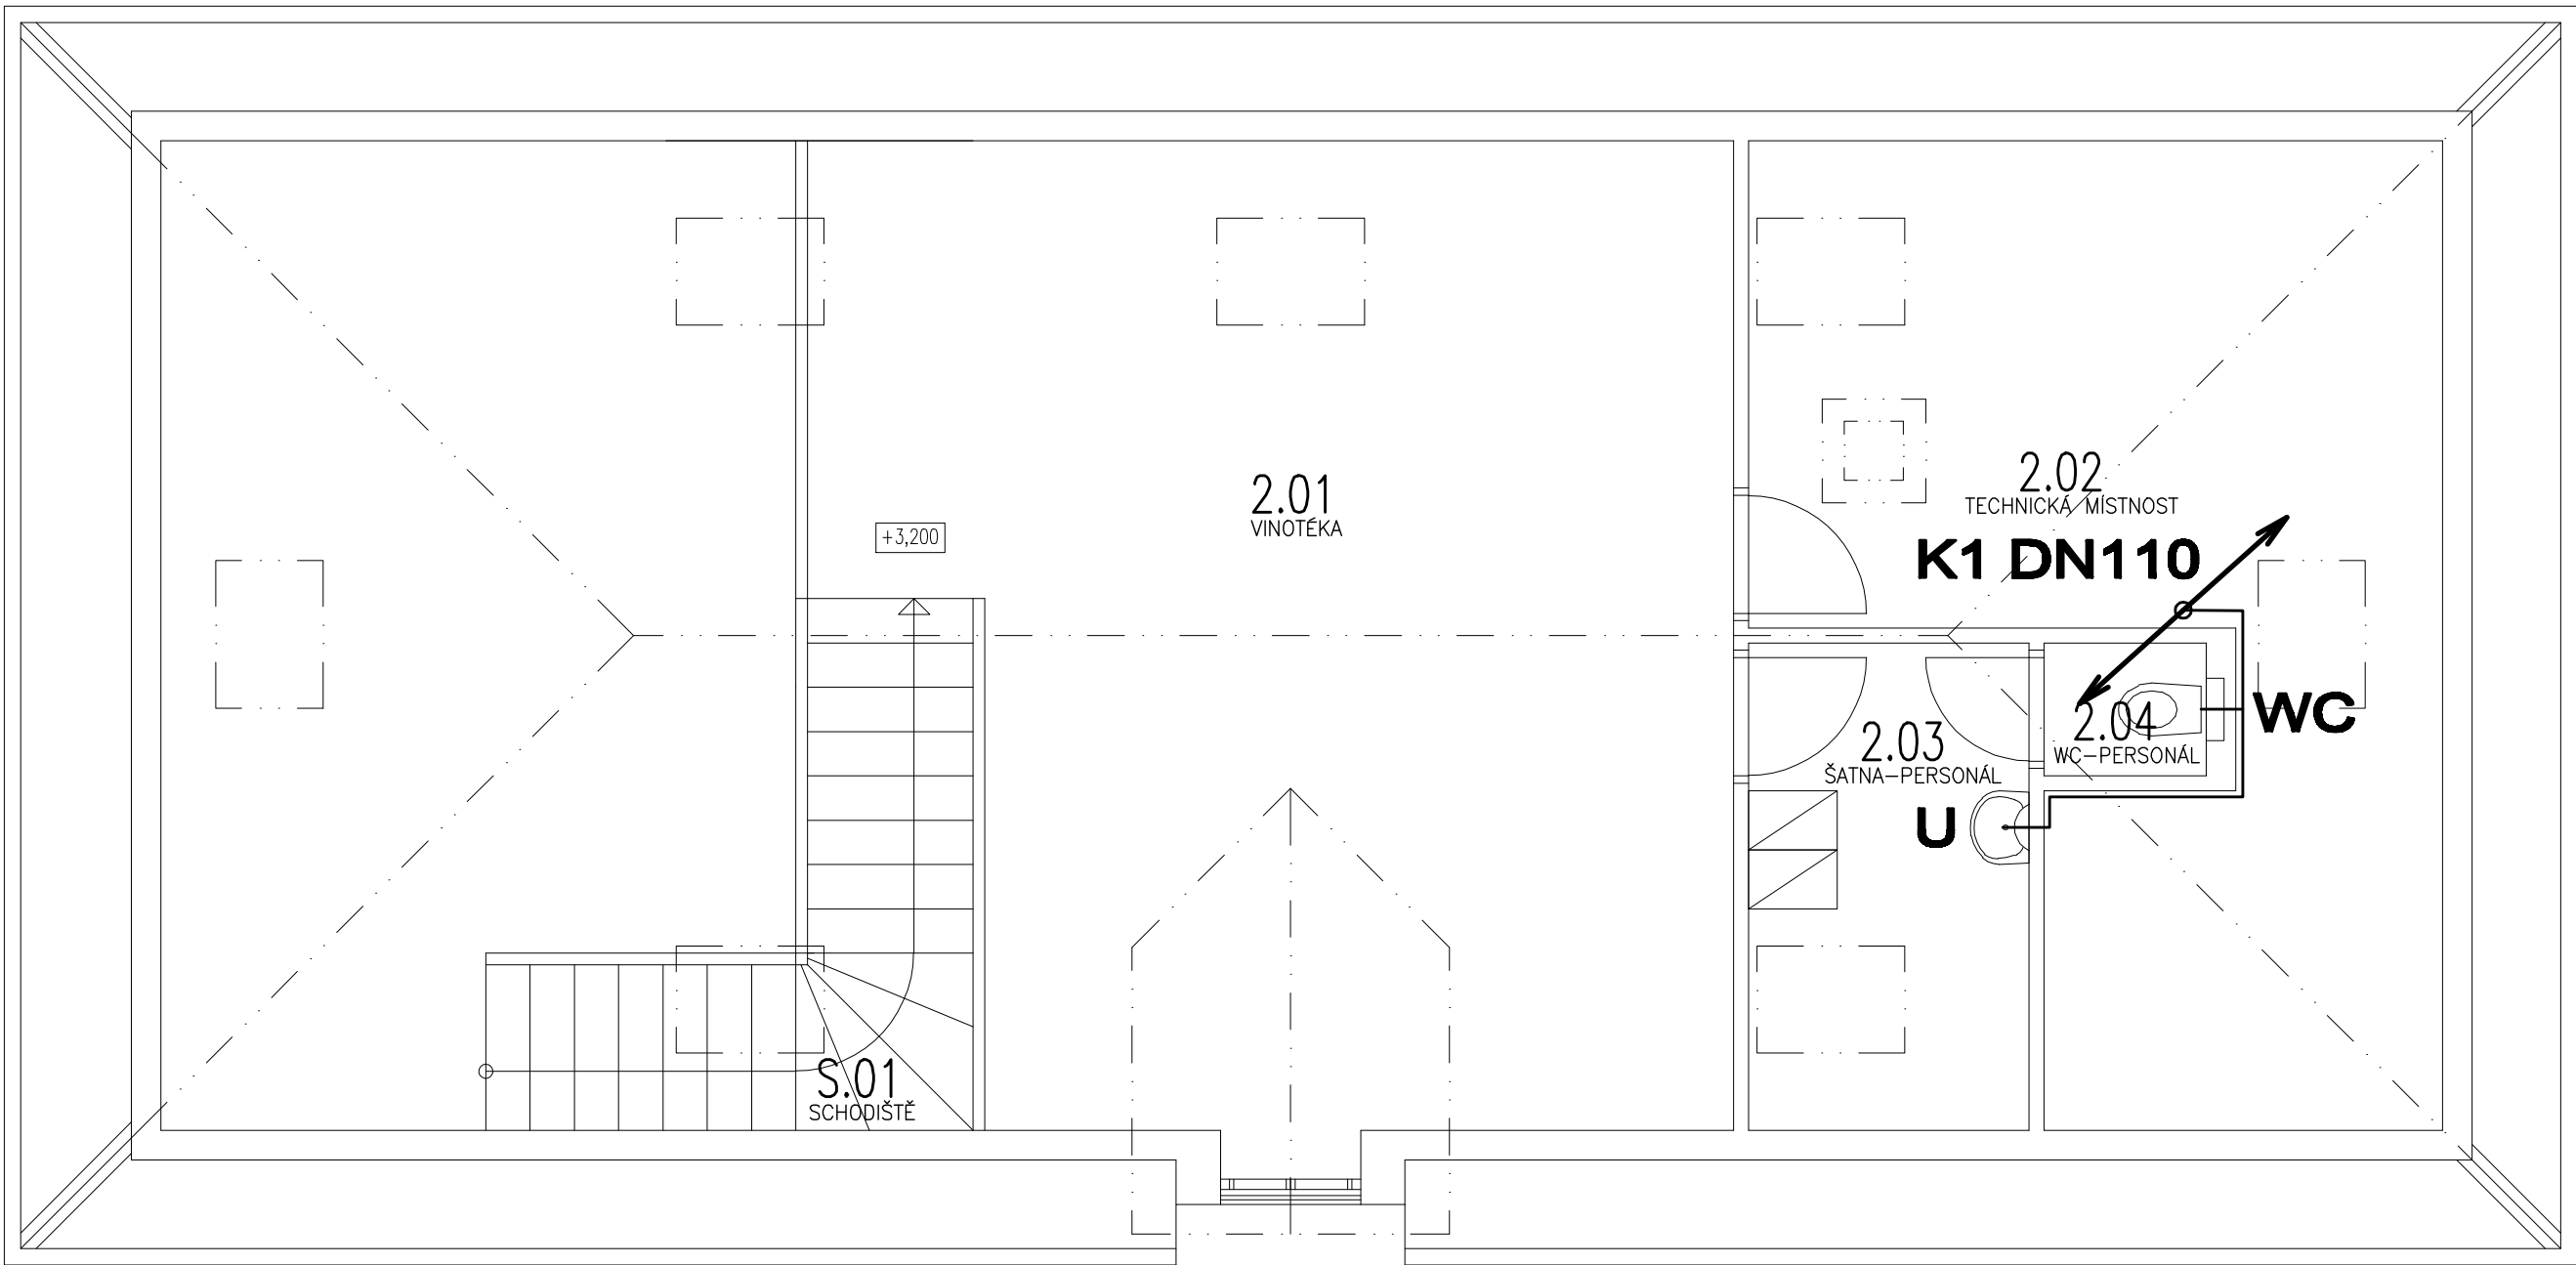 2.02
TECHNICKÁ MÍSTNOST
2.01
VINOTÉKA
+3,200
K1 DN110
WC
2.04
WC-PERSONÁL
2.03
ŠATNA-PERSONÁL
U
S.01
SCHODIŠTĚ